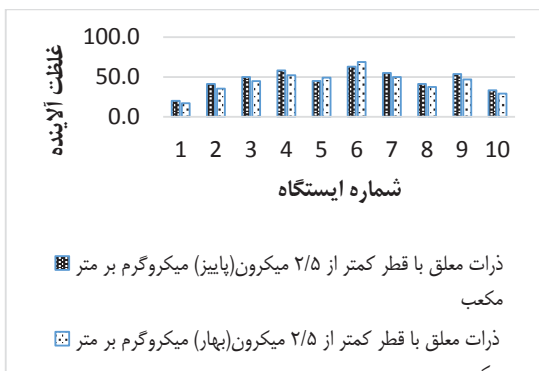 غلظت آلاینده
100.0
50.0
0.0
1 2 3 4 5 6 7 8 9 10
شماره ایستگاه
ذرات معلق با قطر کمتر از ۲/۵ میکرون(پاییز) میکروگرم بر متر
مکعب
ذرات معلق با قطر کمتر از ۲/۵ میکرون(بهار) میکروگرم بر متر